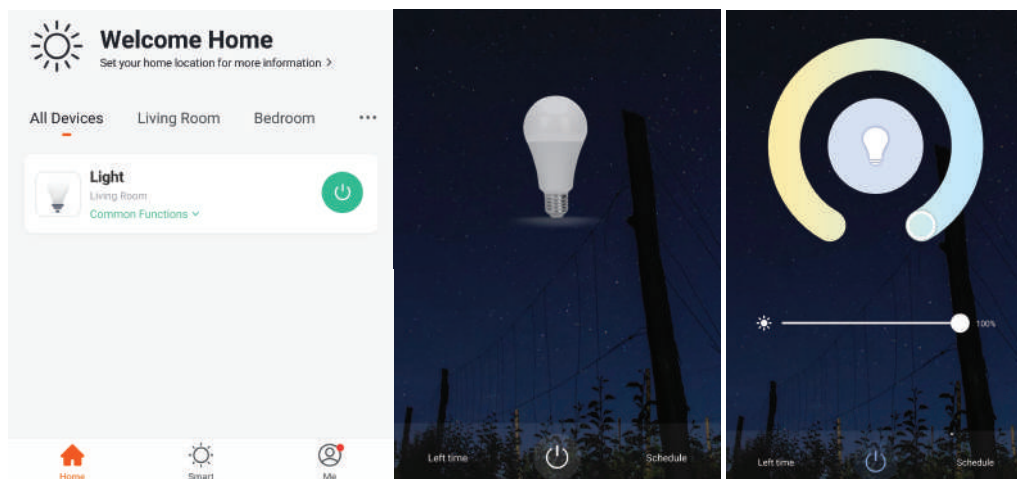 Welcome Home
Set your home location for more information >
All Devices Living Room Bedroom •••
Light
Living Room
Common Functions
Home Smart Me
Left time Schedule
100%
Left time Schedule